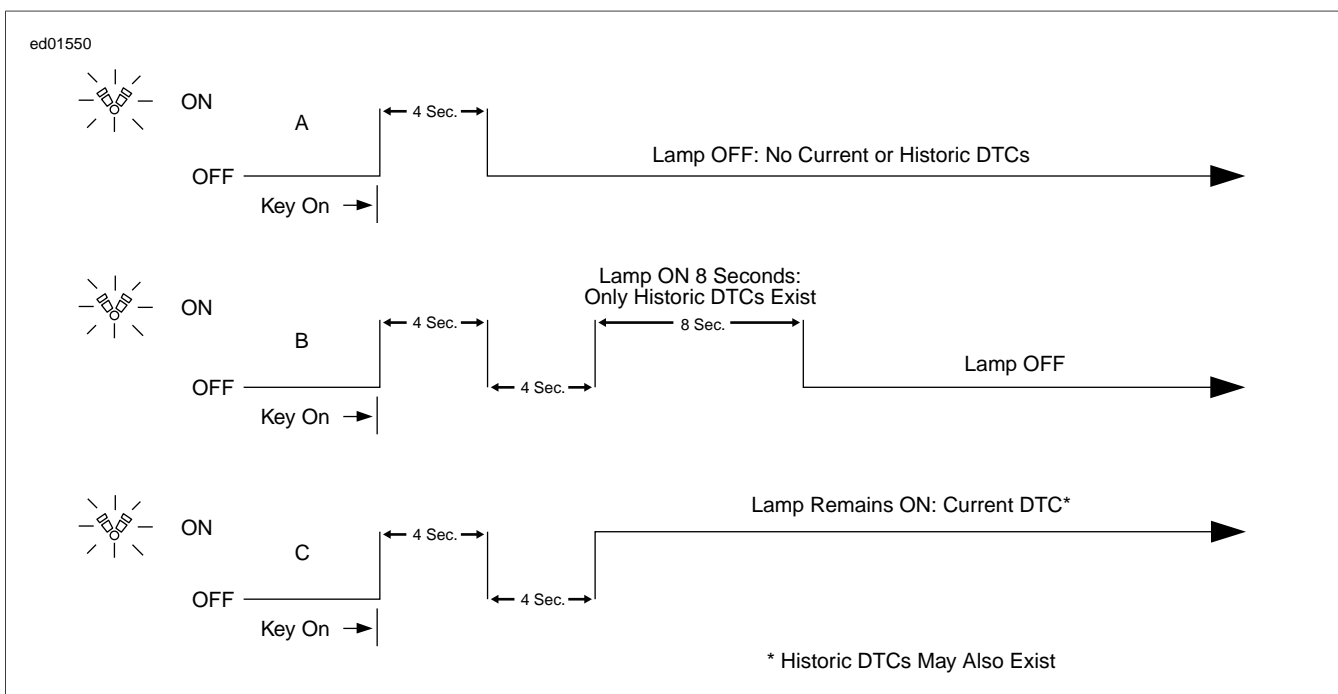 ed01550
ON
A
4 Sec.
Lamp OFF: No Current or Historic DTCs
OFF
Key On
Lamp ON 8 Seconds:
Only Historic DTCs Exist
ON
4 Sec.
8 Sec.
B
Lamp OFF
OFF
4 Sec.
Key On
Lamp Remains ON: Current DTC*
ON
4 Sec.
C
OFF
4 Sec.
Key On
* Historic DTCs May Also Exist